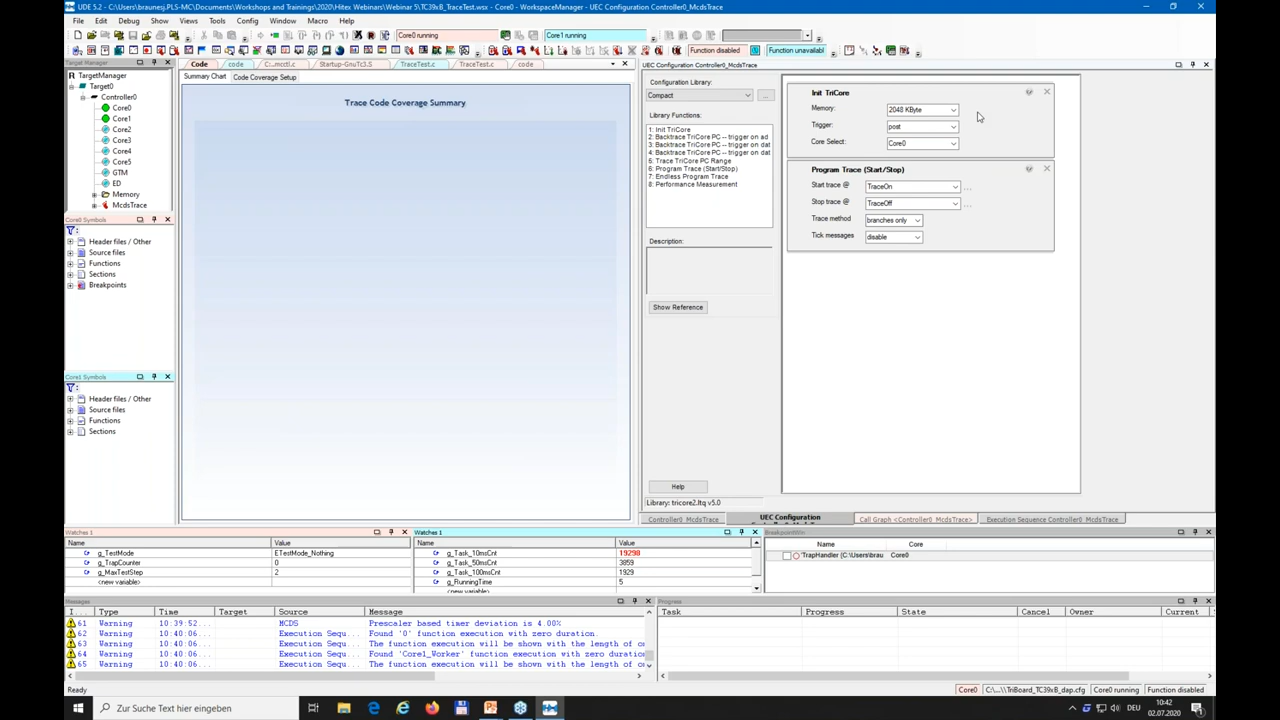 UDE 5.2 - C:\Users\braunesj.PLS-MC\Documents\Workshops and Trainings\2020\Hitex Webinars\Webinar 5\TC39xB_TraceTest.wsx - Core0 - WorkspaceManager - UEC Configuration Controller0_McdsTrace
File Edit Show Debug Views Tools Config Window Macro Help
Core0 running Core1 running Function disabled Function unavailabl
Target Manager
TargetManager
Target0
Controller0
Core0
Core1
Core2
Core3
Core4
Core5
GTM
ED
Memory
McdsTrace
Core0 Symbols
Header files / Other
Source files
Functions
Sections
Breakpoints
Core1 Symbols
Header files / Other
Source files
Functions
Sections
Code code C:...mcctl.c Startup-GnuTc3.S TraceTest.c TraceTest.c code
Summary Chart Code Coverage Setup
Trace Code Coverage Summary
UEC Configuration Controller0_McdsTrace
Configuration Library:
Compact
...
Library Functions:
1: Init TriCore
2: Backtrace TriCore PC -- trigger on ad
3: Backtrace TriCore PC -- trigger on dat
4: Backtrace TriCore PC -- trigger on dat
5: Trace TriCore PC Range
6: Program Trace (Start/Stop)
7: Endless Program Trace
8: Performance Measurement
Description:
Show Reference
Help
Library: tricore2.ltq v5.0
Init TriCore
Memory: 2048 KByte
Trigger: post
Core Select: Core0
Program Trace (Start/Stop)
Start trace @ TraceOn ...
Stop trace @ TraceOff ...
Trace method branches only
Tick messages disable
Controller0_McdsTrace UEC Configuration Call Graph <Controller0_McdsTrace> Execution Sequence Controller0_McdsTrace
Watches 1
Name Value
g_TestMode ETestMode_Nothing
g_TrapCounter 0
g_MaxTestStep 2
<new variable>
Watches 1
Name Value
g_Task_10msCnt 19298
g_Task_50msCnt 3859
g_Task_100msCnt 1929
g_RunningTime 5
<new variable>
BreakpointWin
Name Core
'TrapHandler (C:\Users\brau Core0
Messages
I... Type Time Target Source Message
61 Warning 10:39:52... MCDS Prescaler based timer deviation is 4.00%
62 Warning 10:40:06... Execution Sequ... Found '0' function execution with zero duration.
63 Warning 10:40:06... Execution Sequ... The function execution will be shown with the length of on
64 Warning 10:40:06... Execution Sequ... Found 'Core1_Worker' function execution with zero duration
65 Warning 10:40:06... Execution Sequ... The function execution will be shown with the length of on
Progress
Task Progress State Cancel Owner Current
Ready Core0 C:\...\\TriBoard_TC39x_dap.cfg Core0 running Function disabled
Zur Suche Text hier eingeben
DEU
10:42
02.07.2020